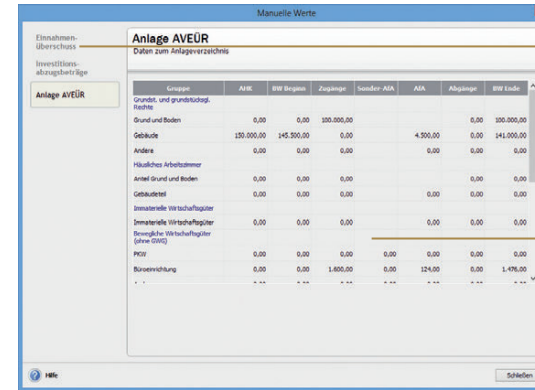 Manuelle Werte
Einnahmen-
überschuss
Investitions-
abzugsbeträge
Anlage AVEÜR
Anlage AVEÜR
Daten zum Anlageverzeichnis
Gruppe AHK BW Beginn Zugänge Sonder-AfA AfA Abgänge BW Ende
Grundst. und grundstücksgl.
Rechte
Grund und Boden 0,00 0,00 100.000,00 0,00 100.000,00
Gebäude 150.000,00 145.500,00 0,00 4.500,00 0,00 141.000,00
Andere 0,00 0,00 0,00 0,00 0,00 0,00
Häusliches Arbeitszimmer
Anteil Grund und Boden 0,00 0,00 0,00 0,00 0,00
Gebäudeteil 0,00 0,00 0,00 0,00 0,00 0,00
Immaterielle Wirtschaftsgüter
Immaterielle Wirtschaftsgüter 0,00 0,00 0,00 0,00 0,00 0,00
Bewegliche Wirtschaftsgüter
(ohne GWG)
PKW 0,00 0,00 0,00 0,00 0,00 0,00 0,00
Büroeinrichtung 0,00 0,00 1.600,00 0,00 124,00 0,00 1.476,00
Hilfe
Schließen